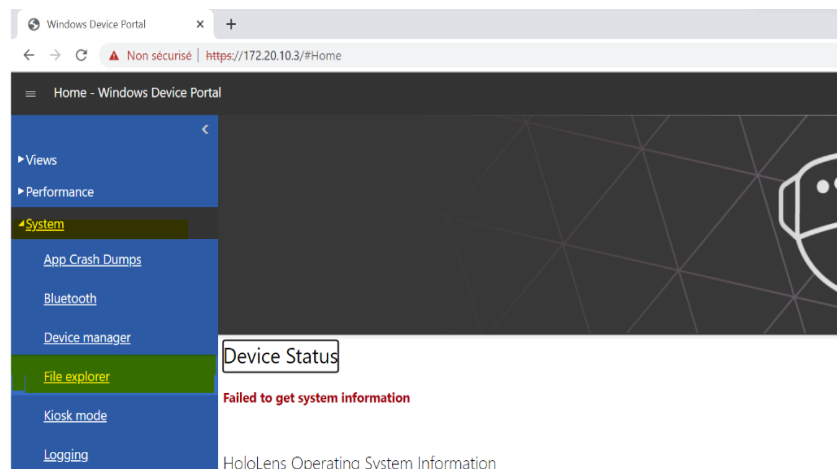 Windows Device Portal
Non sécurisé | https://172.20.10.3/#Home
Home - Windows Device Portal
Views
Performance
System
App Crash Dumps
Bluetooth
Device manager
File explorer
Kiosk mode
Logging
Device Status
Failed to get system information
HoloLens Operating System Information